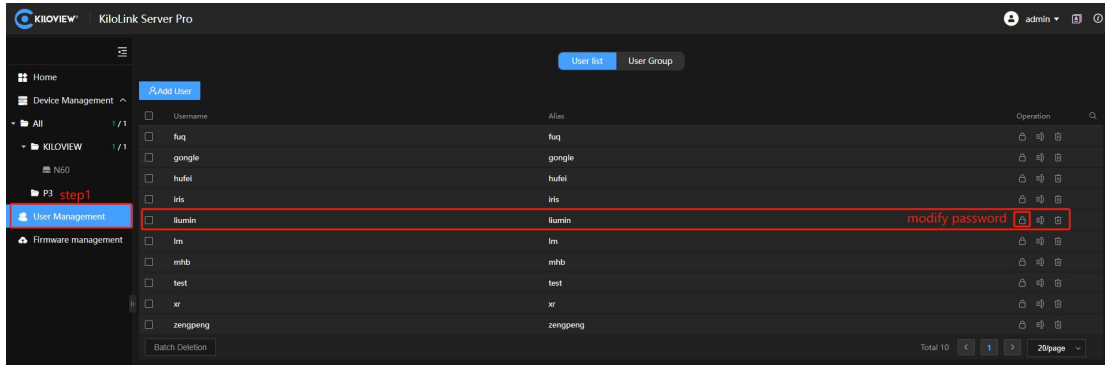 KILOVIEW® KiloLink Server Pro admin
User list User Group
Home
Add User
Device Management
Username Alias Operation
All 1/1
fuq fuq
KILOVIEW 1/1
gongle gongle
N60
hufei hufei
P3 step1
iris iris
User Management
liumin liumin modify password
Firmware management
lm lm
mhb mhb
test test
xr xr
zengpeng zengpeng
Batch Deletion Total 10 < 1 > 20/page